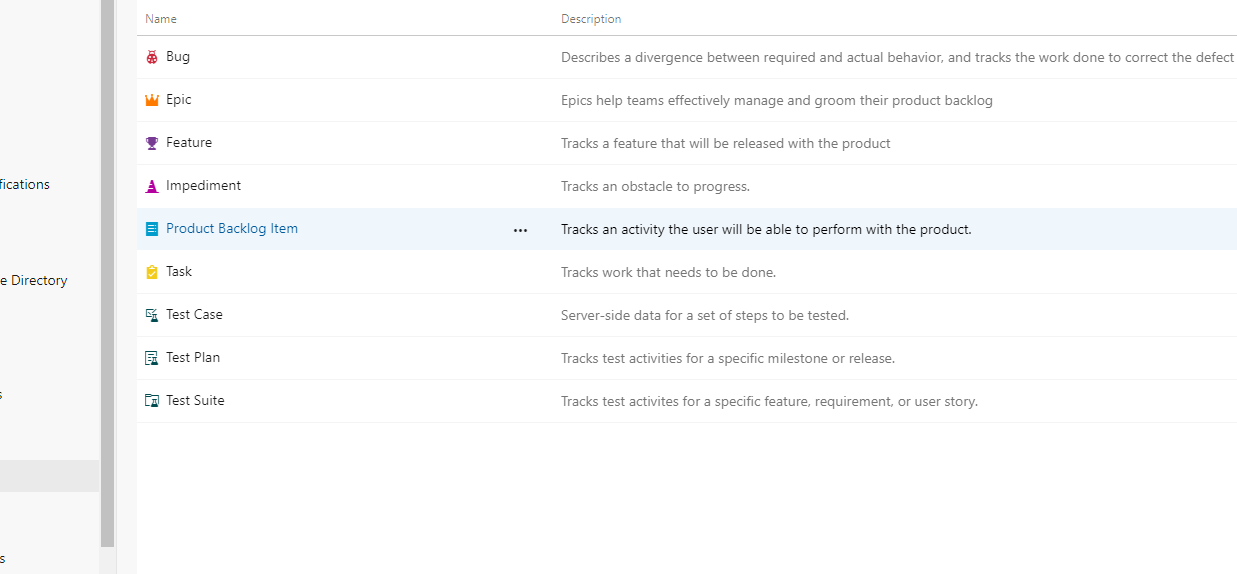 Name Description
Bug Describes a divergence between required and actual behavior, and tracks the work done to correct the defect
Epic Epics help teams effectively manage and groom their product backlog
Feature Tracks a feature that will be released with the product
fications
Impediment Tracks an obstacle to progress.
Product Backlog Item ... Tracks an activity the user will be able to perform with the product.
e Directory
Task Tracks work that needs to be done.
Test Case Server-side data for a set of steps to be tested.
Test Plan Tracks test activities for a specific milestone or release.
s
Test Suite Tracks test activites for a specific feature, requirement, or user story.
s